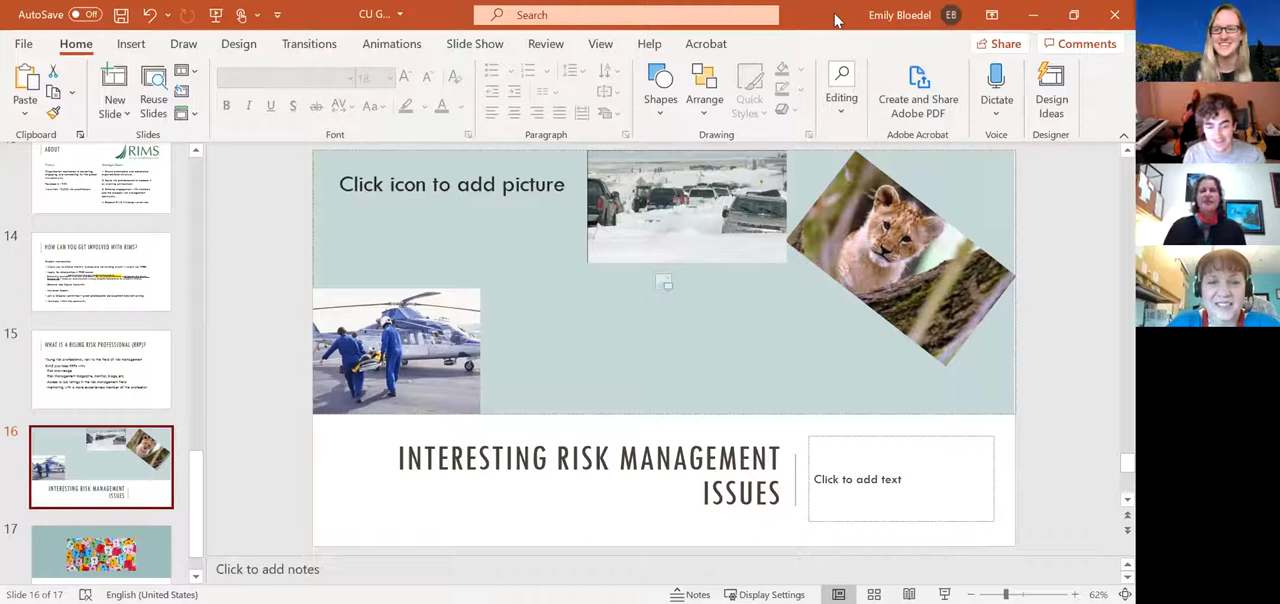 AutoSave Off CU G... Search Emily Bloedel EB
File Home Insert Draw Design Transitions Animations Slide Show Review View Help Acrobat Share Comments
18
Paste New Slide Reuse Slides Shapes Arrange Quick Styles Editing Create and Share Adobe PDF Dictate Design Ideas
Clipboard Slides Font Paragraph Drawing Adobe Acrobat Voice Designer
ABOUT
RIMS
14
HOW CAN YOU GET INVOLVED WITH RIMS?
15
WHAT IS A RISING RISK PROFESSIONAL (RRP)?
16
INTERESTING RISK MANAGEMENT
ISSUES
17
Click icon to add picture
INTERESTING RISK MANAGEMENT
ISSUES
Click to add text
Click to add notes
Slide 16 of 17 English (United States) Notes Display Settings 62%